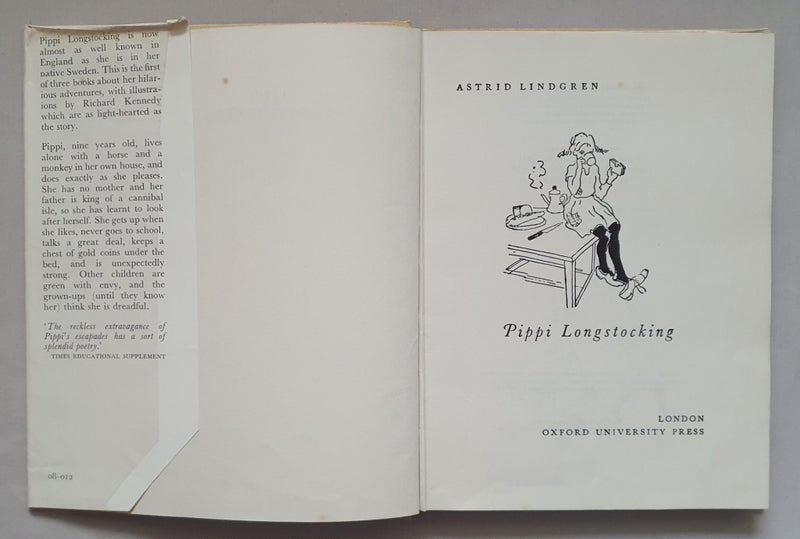 Pippi Longstocking is now
almost as well known in
England as she is in her
native Sweden. This is the first
of three books about her hilar-
ious adventures, with illustra-
ions by Richard Kennedy
which are as light-hearted as
the story.
Pippi, nine years old, lives
alone with a horse and a
monkey in her own house, and
does exactly as she pleases.
She has no mother and her
father is king of a cannibal
isle, so she has learnt to look
after herself. She gets up when
she likes, never goes to school,
talks a great deal, keeps a
chest of gold coins under the
bed, and is unexpectedly
strong. Other children are
green with envy, and the
grown-ups (until they know
her) think she is dreadful.
'The reckless extravagance of
Pippi's escapades has a sort of
splendid poetry.'
TIMES EDUCATIONAL SUPPLEMENT
08-012
ASTRID LINDGREN
Pippi Longstocking
LONDON
OXFORD UNIVERSITY PRESS